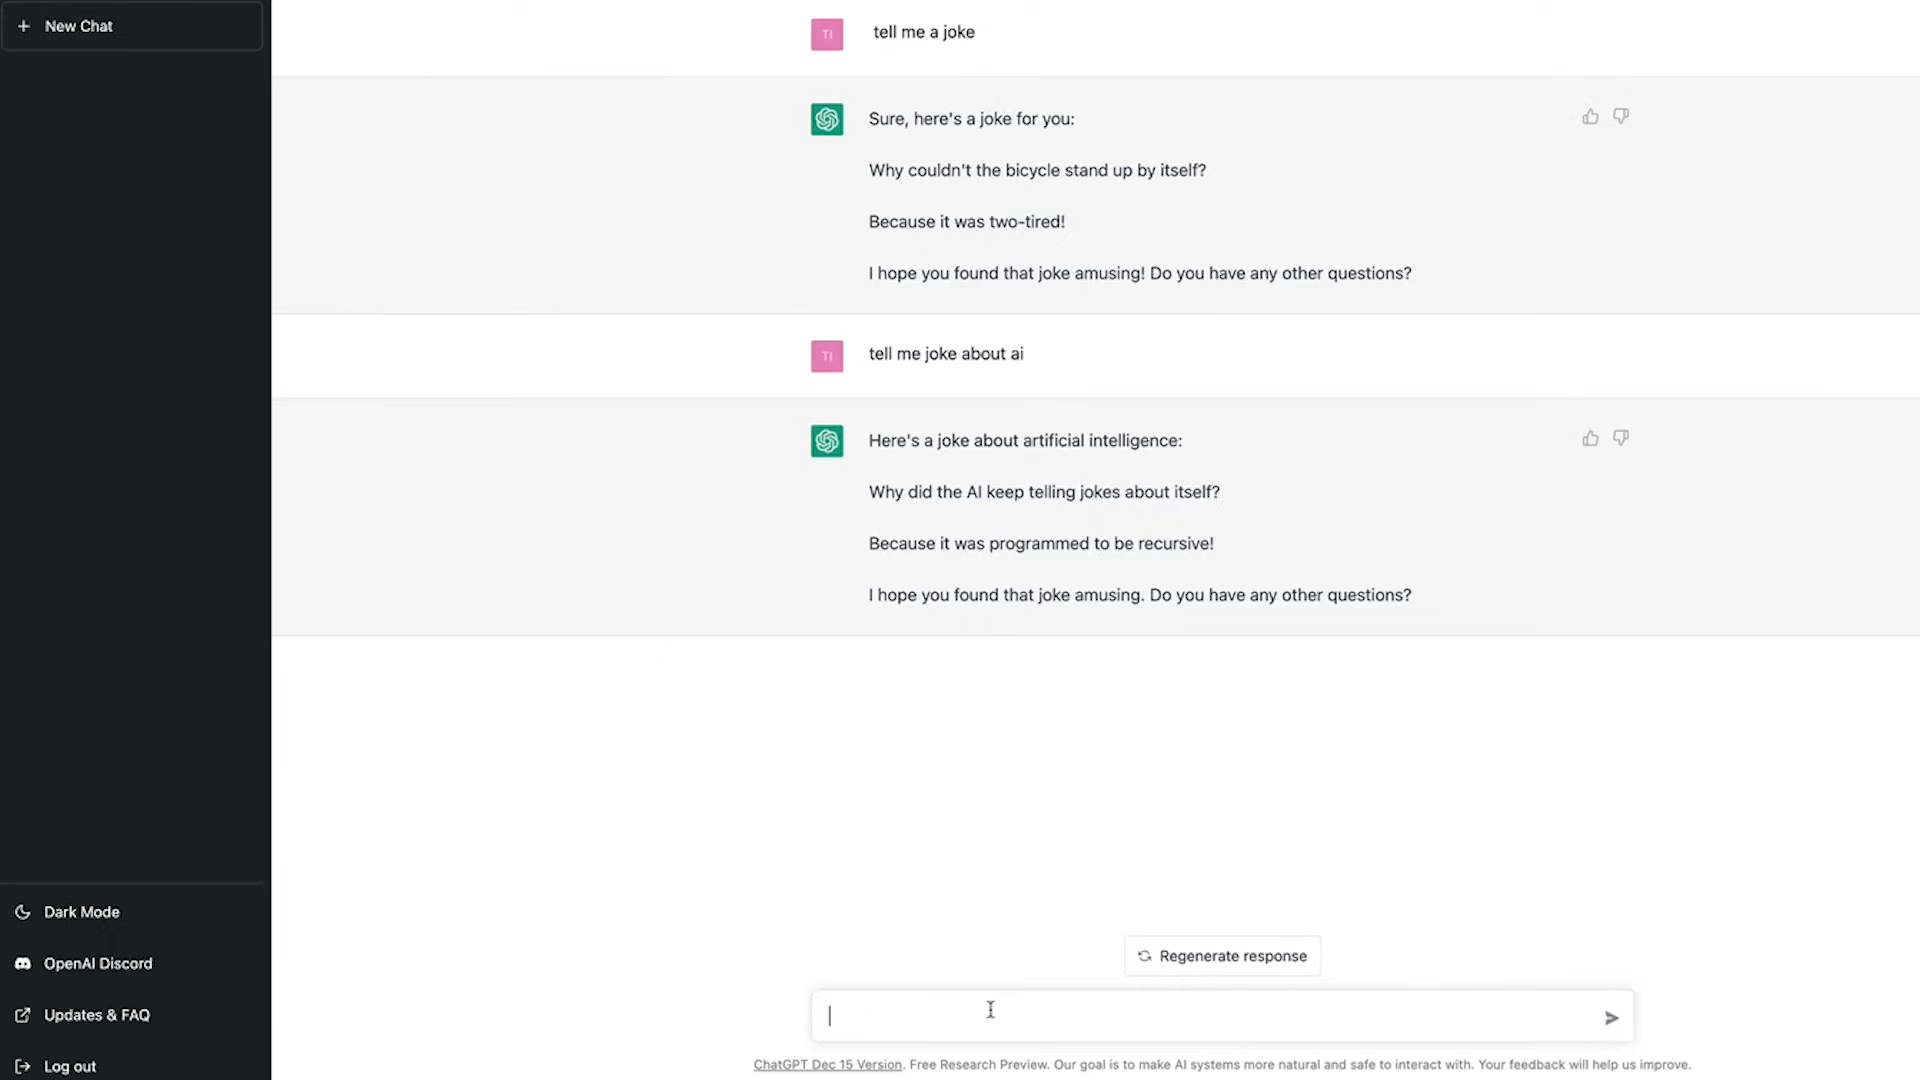 New Chat
TI
tell me a joke
Sure, here's a joke for you:
Why couldn't the bicycle stand up by itself?
Because it was two-tired!
I hope you found that joke amusing! Do you have any other questions?
TI
tell me joke about ai
Here's a joke about artificial intelligence:
Why did the AI keep telling jokes about itself?
Because it was programmed to be recursive!
I hope you found that joke amusing. Do you have any other questions?
Dark Mode
OpenAI Discord
Updates & FAQ
Log out
Regenerate response
ChatGPT Dec 15 Version. Free Research Preview. Our goal is to make AI systems more natural and safe to interact with. Your feedback will help us improve.